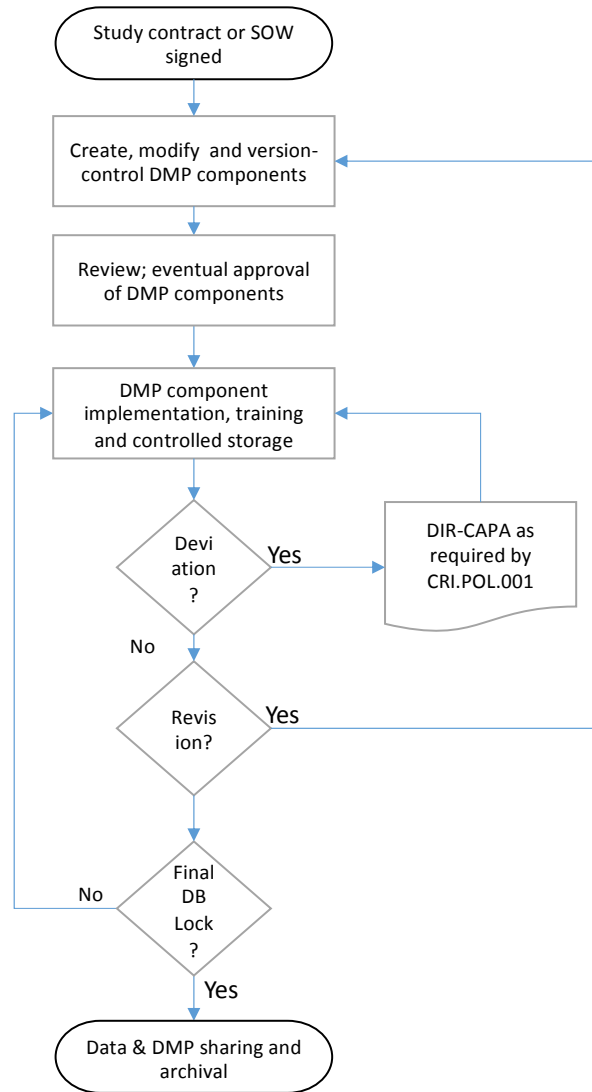 Study contract or SOW
signed
Create, modify and version-
control DMP components
Review; eventual approval
of DMP components
DMP component
implementation, training
and controlled storage
Devi
ation
?
Yes
DIR-CAPA as
required by
CRI.POL.001
No
Revis
ion?
Yes
Final
DB
Lock
?
No
Yes
Data & DMP sharing and
archival